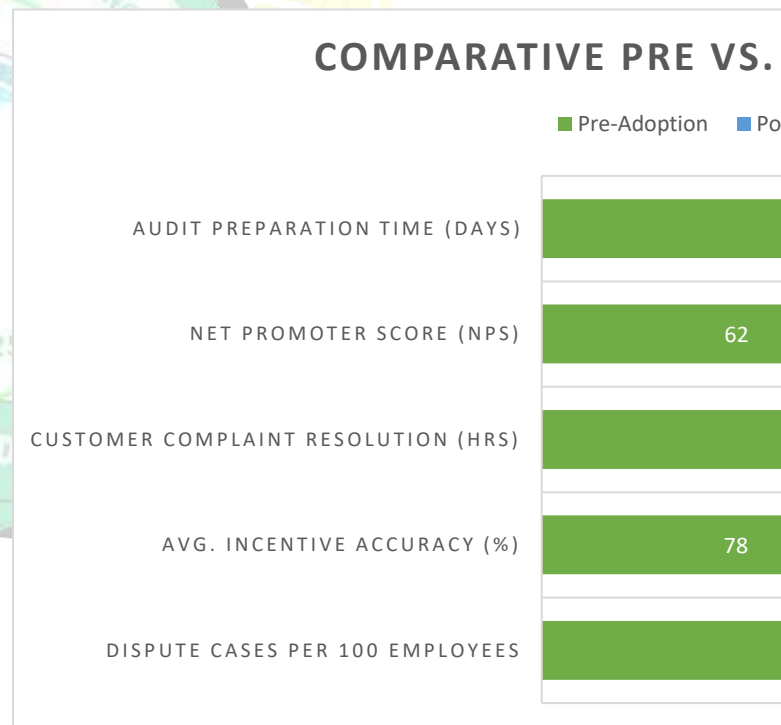 COMPARATIVE PRE VS.
Pre-Adoption Po
AUDIT PREPARATION TIME (DAYS)
NET PROMOTER SCORE (NPS) 62
CUSTOMER COMPLAINT RESOLUTION (HRS)
AVG. INCENTIVE ACCURACY (%) 78
DISPUTE CASES PER 100 EMPLOYEES